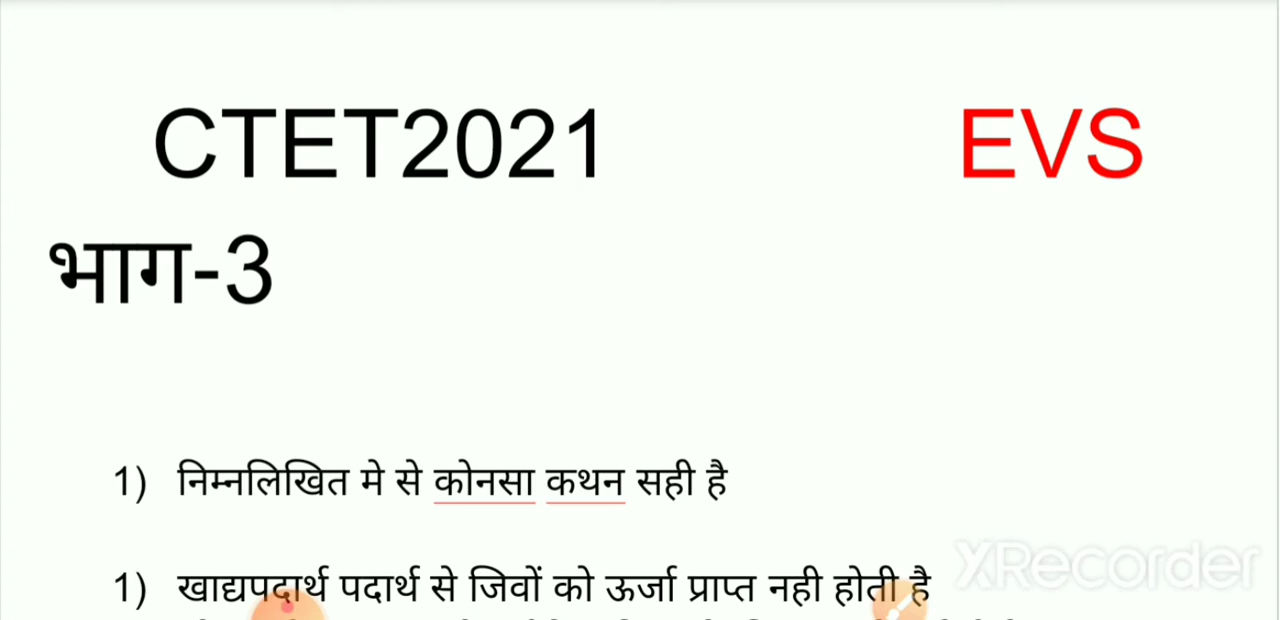 CTET2021 EVS
भाग-3
1) निम्नलिखित मे से कोनसा कथन सही है
1) खाद्यपदार्थ पदार्थ से जिवों को ऊर्जा प्राप्त नही होती है
XRecorder